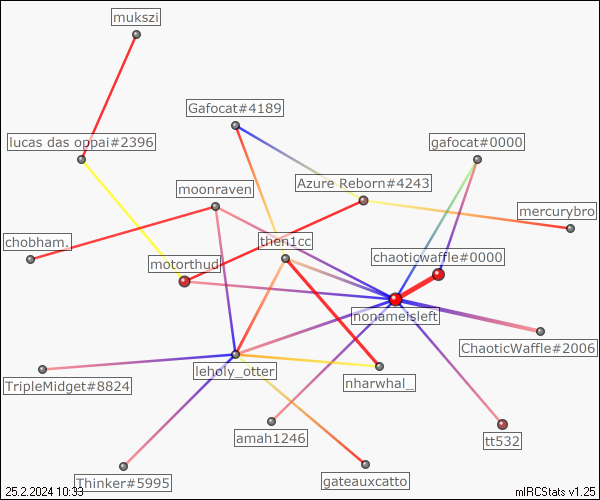 mukszi
Gafocat#4189
lucas das oppai#2396
gafocat#0000
moonraven
Azure Reborn#4243
mercurybro
chobham.
then1cc
motorthud
chaoticwaffle#0000
nonameisleft
ChaoticWaffle#2006
leholy_otter
TripleMidget#8824
nharwhal_
amah1246
tt532
Thinker#5995
gateauxcatto
25.2.2024 10:33
mIRCStats v1.25